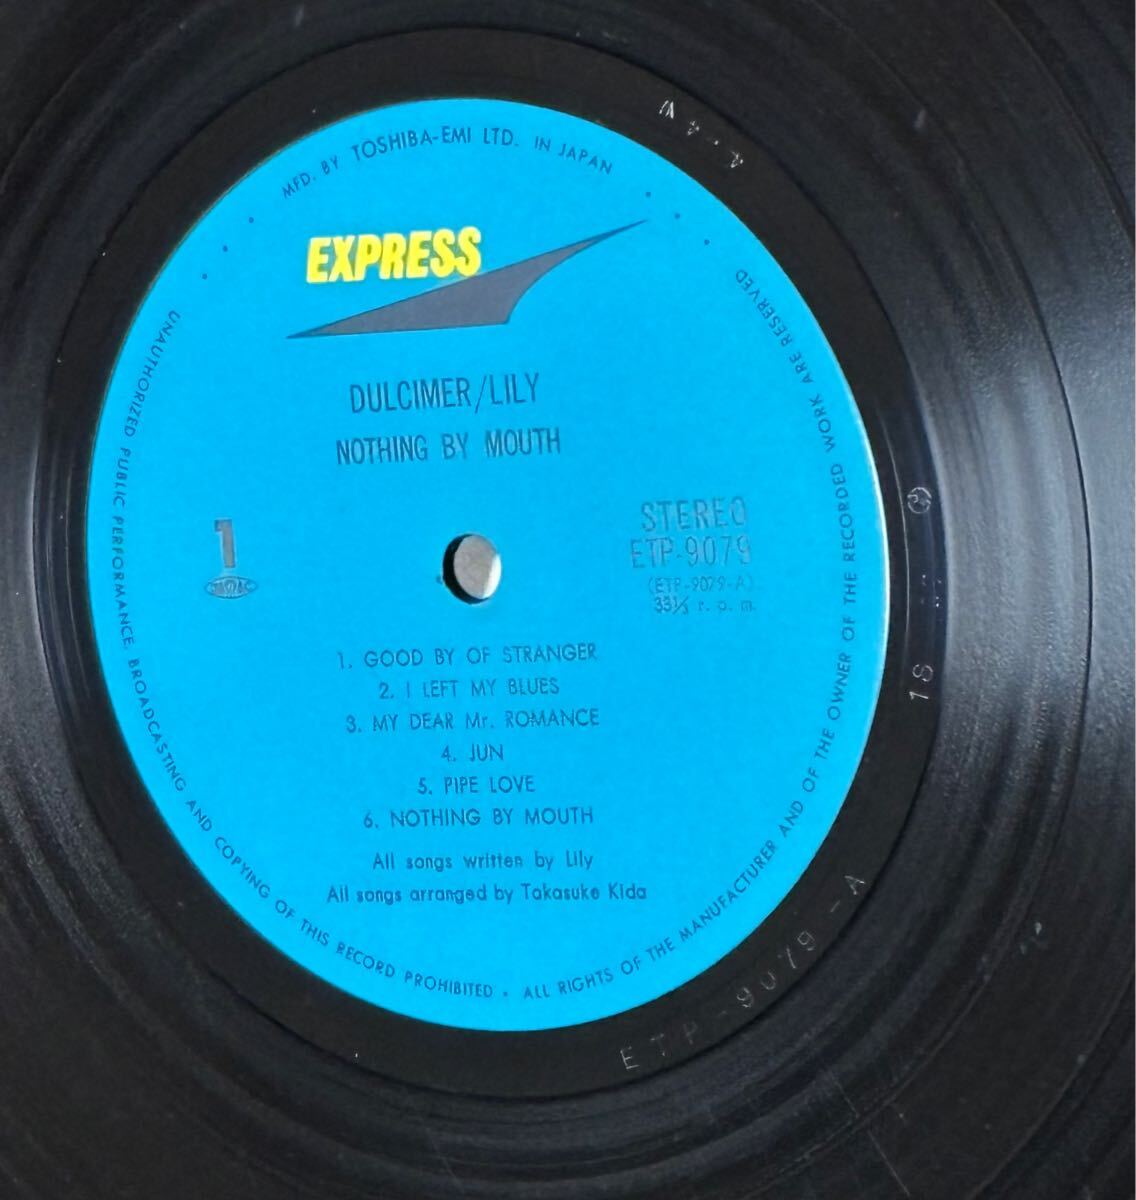 MFD. BY TOSHIBA-EMI LTD. IN JAPAN
EXPRESS
DULCIMER/LILY
NOTHING BY MOUTH
1
JASRAC
STEREO
ETP-9079
(ETP-9079-A)
33⅓ r. p. m.
1. GOOD BY OF STRANGER
2. I LEFT MY BLUES
3. MY DEAR Mr. ROMANCE
4. JUN
5. PIPE LOVE
6. NOTHING BY MOUTH
All songs written by Lily
All songs arranged by Takasuke Kida
UNAUTHORIZED PUBLIC PERFORMANCE, BROADCASTING AND COPYING OF THIS RECORD PROHIBITED • ALL RIGHTS OF THE MANUFACTURER AND OF THE OWNER OF THE RECORDED WORK ARE RESERVED
1S
ETP-9079-A